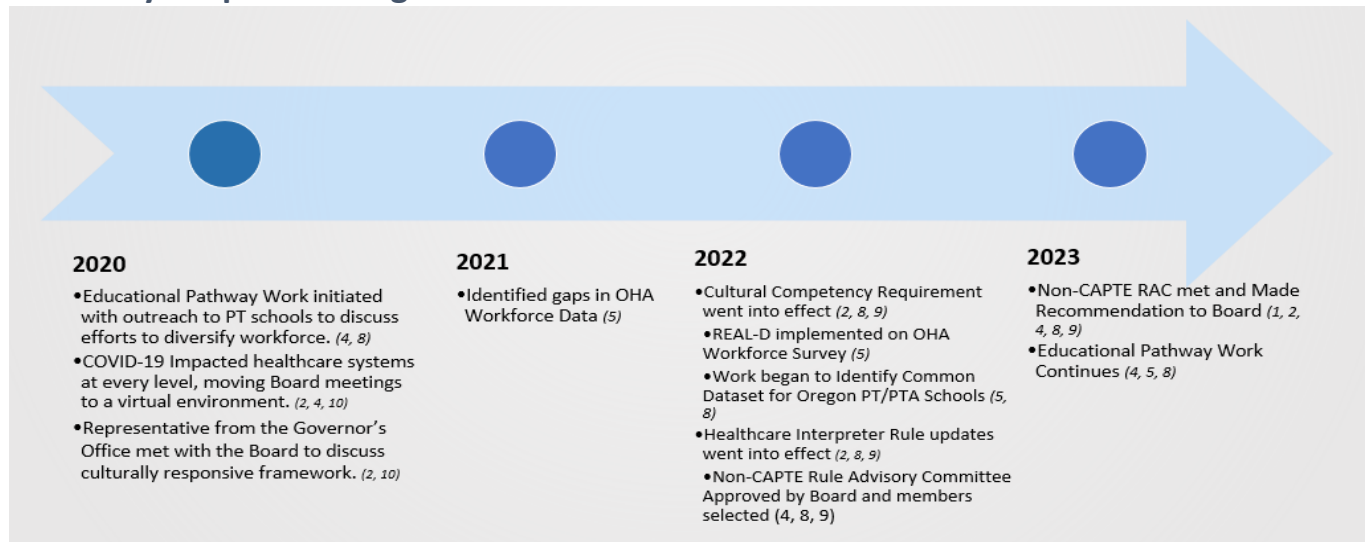 2020
•Educational Pathway Work initiated
with outreach to PT schools to discuss
efforts to diversify workforce. (4, 8)
•COVID-19 Impacted healthcare systems
at every level, moving Board meetings
to a virtual environment. (2, 4, 10)
•Representative from the Governor's
Office met with the Board to discuss
culturally responsive framework. (2, 10)
2021
•Identified gaps in OHA
Workforce Data (5)
2022
•Cultural Competency Requirement
went into effect (2, 8, 9)
•REAL-D implemented on OHA
Workforce Survey (5)
•Work began to Identify Common
Dataset for Oregon PT/PTA Schools (5,
8)
•Healthcare Interpreter Rule updates
went into effect (2, 8, 9)
•Non-CAPTE Rule Advisory Committee
Approved by Board and members
selected (4, 8, 9)
2023
•Non-CAPTE RAC met and Made
Recommendation to Board (1, 2,
4, 8, 9)
•Educational Pathway Work
Continues (4, 5, 8)